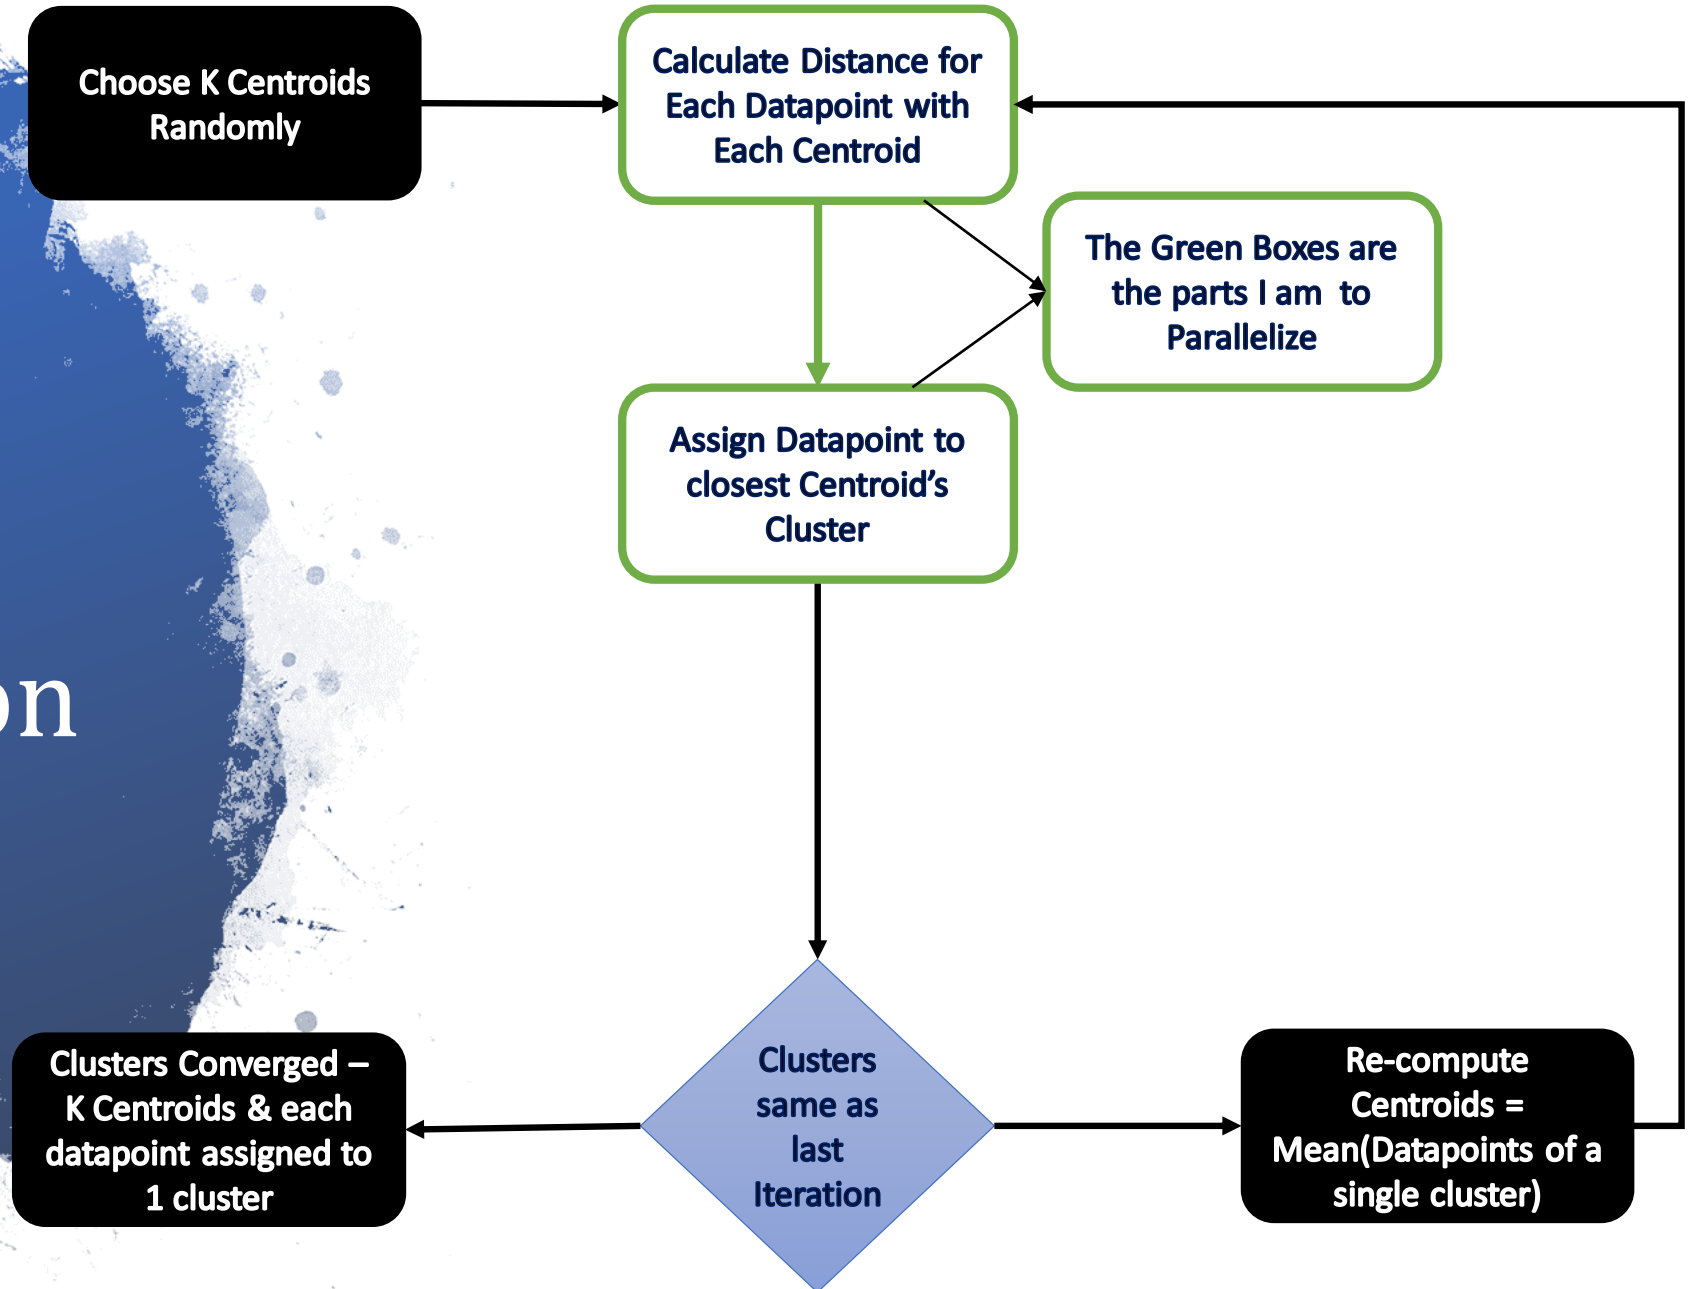 Choose K Centroids
Randomly
Calculate Distance for
Each Datapoint with
Each Centroid
The Green Boxes are
the parts I am to
Parallelize
Assign Datapoint to
closest Centroid’s
Cluster
on
Clusters Converged –
K Centroids & each
datapoint assigned to
1 cluster
Clusters
same as
last
Iteration
Re-compute
Centroids =
Mean(Datapoints of a
single cluster)